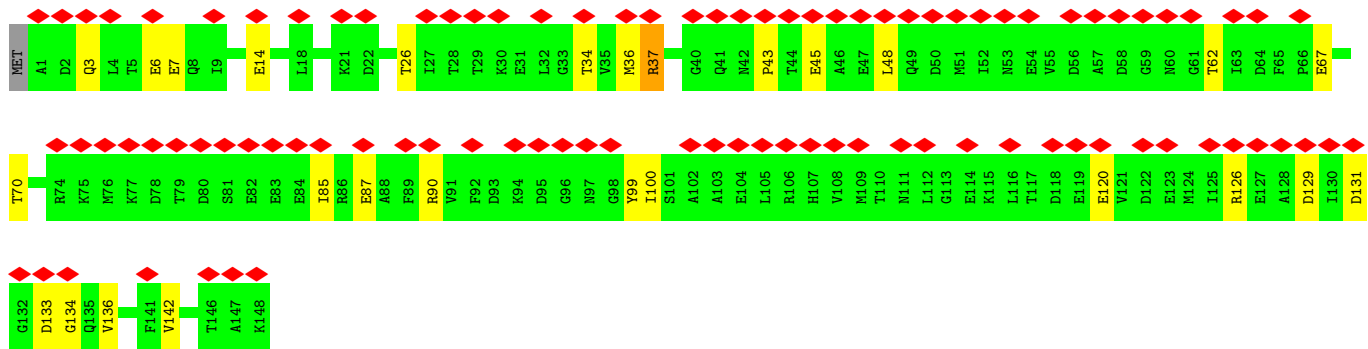 MET A1 D2 Q3 L4 T5 E6 E7 Q8 I9 E14 L18 K21 D22 T26 I27 T28 T29 K30 E31 L32 G33 T34 V35 M36 R37 G40 Q41 N42 P43 T44 E45 A46 E47 L48 Q49 D50 M51 I52 N53 E54 V55 D56 A57 D58 G59 N60 G61 T62 I63 D64 F65 P66 E67
T70 R74 K75 M76 K77 D78 T79 D80 S81 E82 E83 E84 I85 R86 E87 A88 F89 R90 V91 F92 D93 K94 D95 G96 N97 G98 Y99 I100 S101 A102 A103 E104 L105 R106 H107 V108 M109 T110 N111 L112 G113 E114 K115 L116 T117 D118 E119 E120 V121 D122 E123 M124 I125 R126 E127 A128 D129 I130 D131
G132 D133 G134 Q135 V136 F141 V142 T146 A147 K148